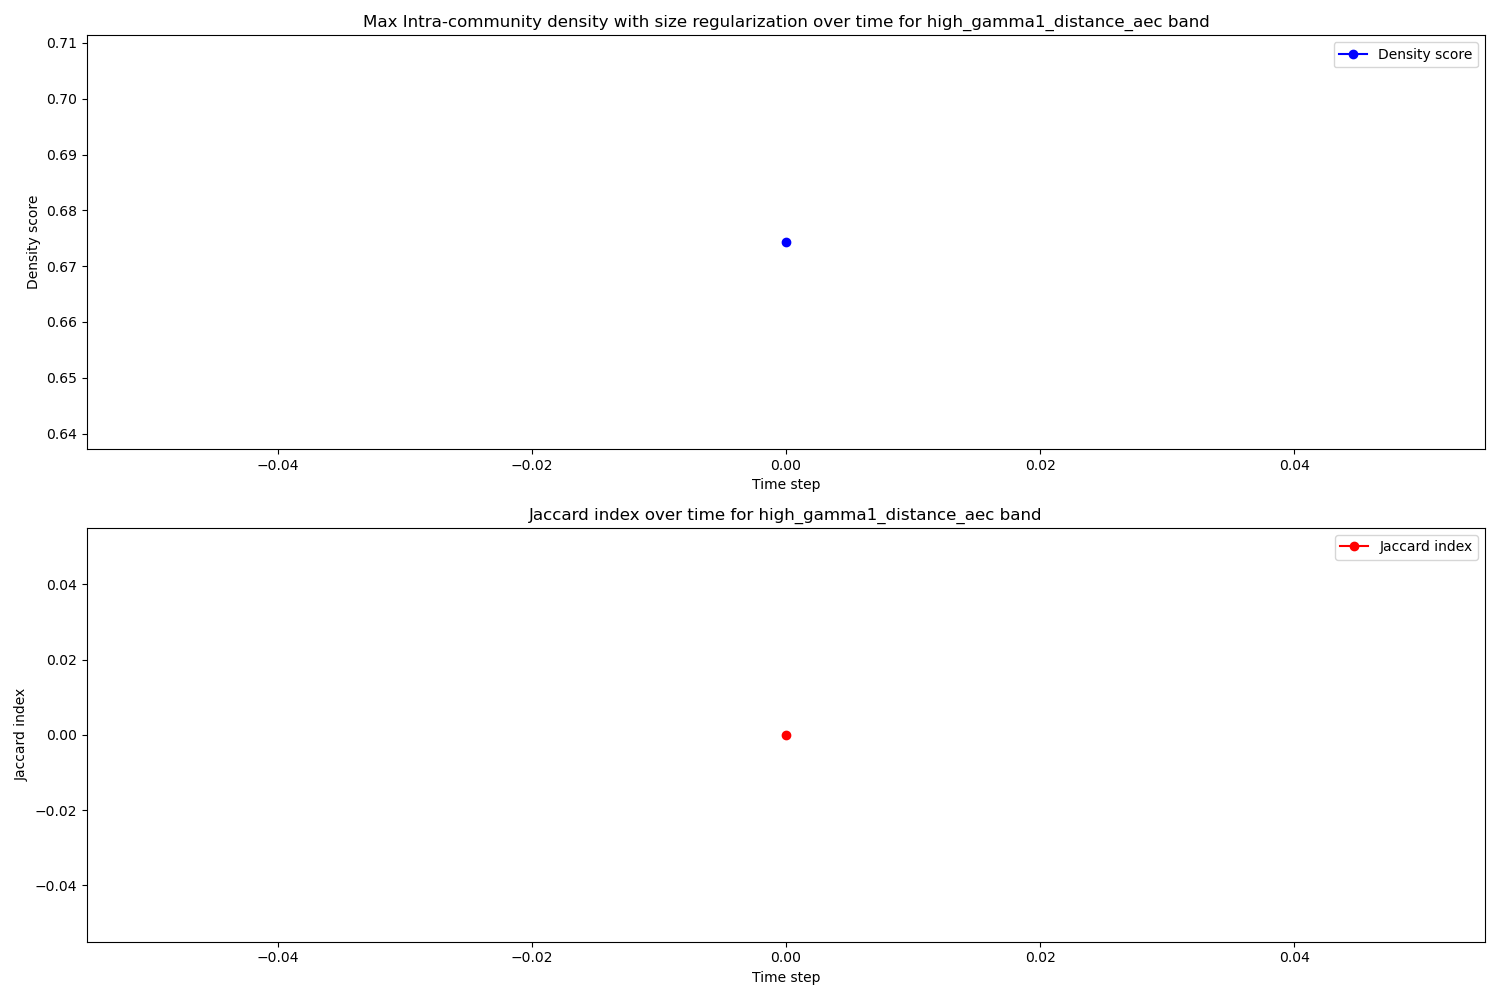 Max Intra-community density with size regularization over time for high_gamma1_distance_aec band
Density score
0.71
0.70
0.69
0.68
0.67
0.66
0.65
0.64
Density score
−0.04
−0.02
0.00
0.02
0.04
Time step
Jaccard index over time for high_gamma1_distance_aec band
Jaccard index
0.04
0.02
0.00
−0.02
−0.04
Jaccard index
−0.04
−0.02
0.00
0.02
0.04
Time step